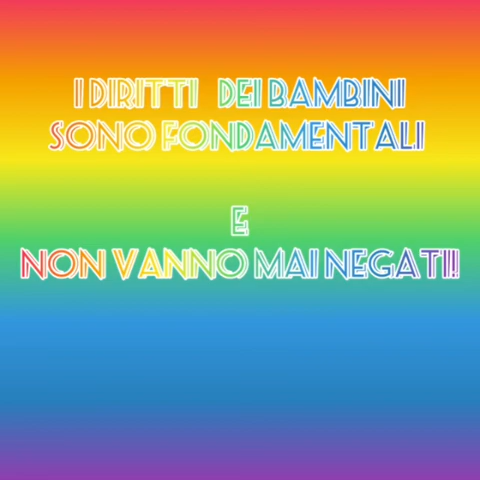 I DIRITTI DEI BAMBINI
SONO FONDAMENTALI
E
NON VANNO MAI NEGATI!